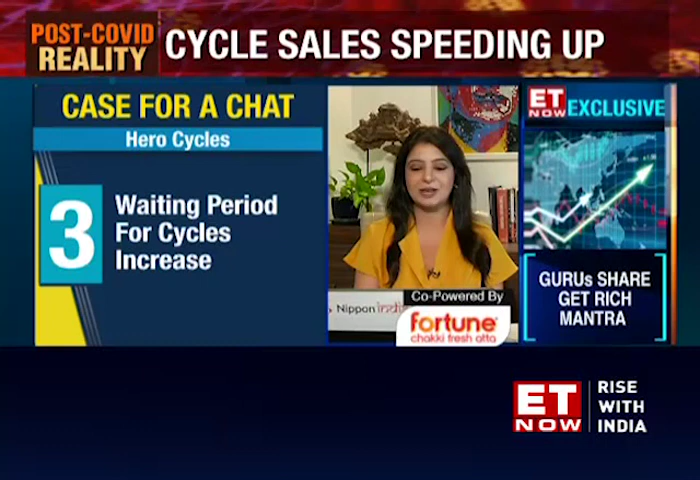 POST-COVID
REALITY
CYCLE SALES SPEEDING UP
CASE FOR A CHAT
Hero Cycles
3
Waiting Period
For Cycles
Increase
Co-Powered By
Nippon india
fortune
chakki fresh atta
ET
NOW
EXCLUSIVE
GURUs SHARE
GET RICH
MANTRA
ET
NOW
RISE
WITH
INDIA